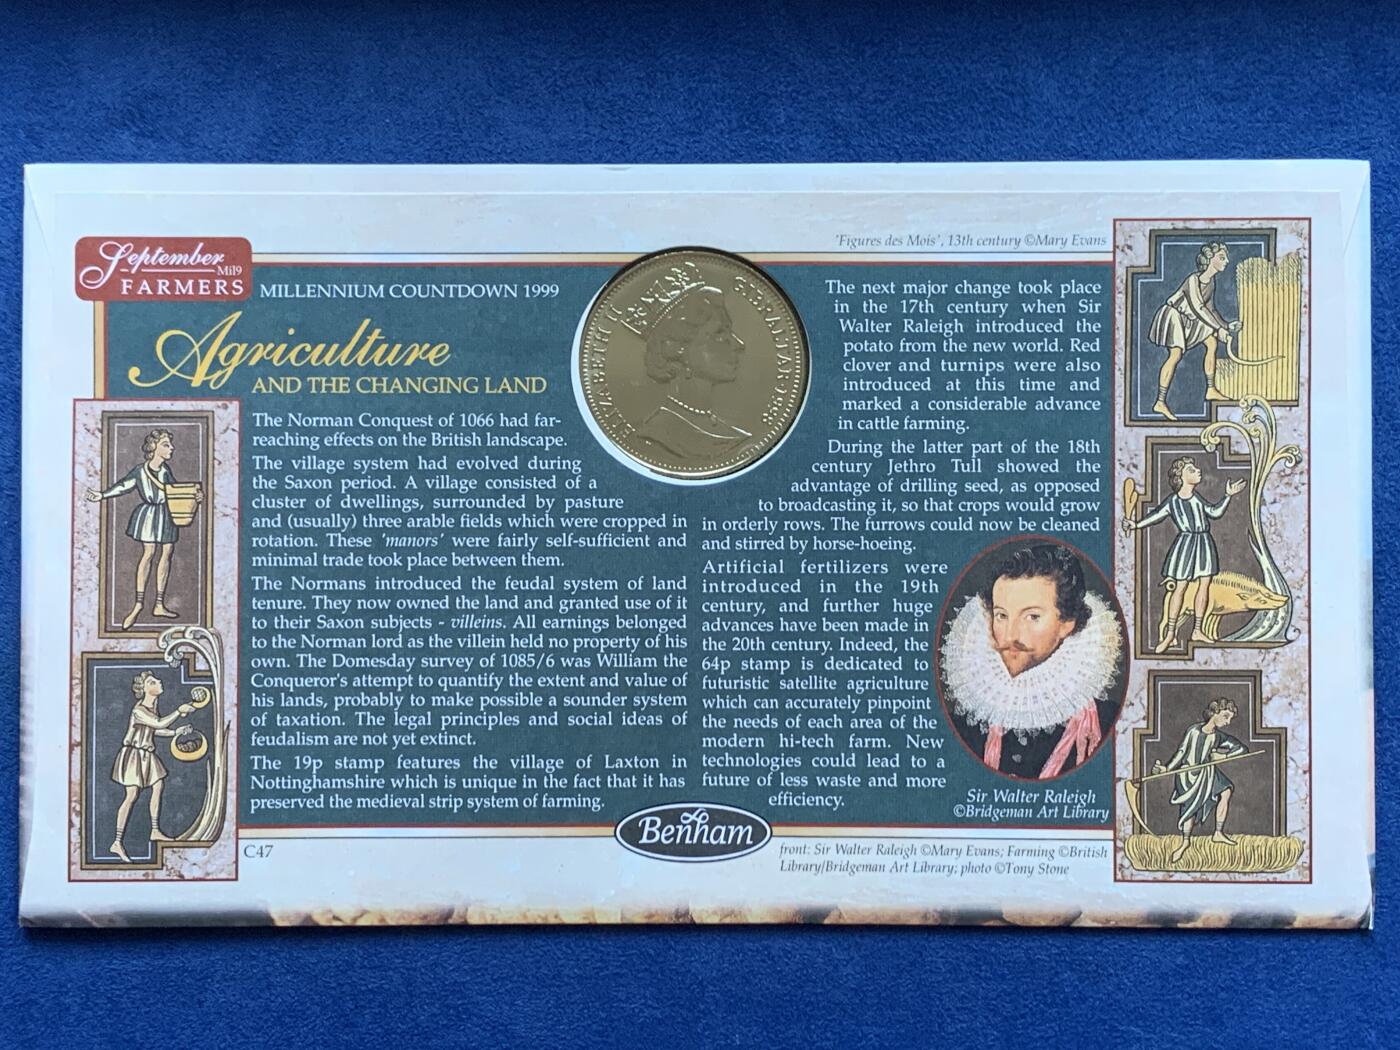 September
Mil9
FARMERS
MILLENNIUM COUNTDOWN 1999
Agriculture
AND THE CHANGING LAND
The Norman Conquest of 1066 had far-
reaching effects on the British landscape.
The village system had evolved during
the Saxon period. A village consisted of a
cluster of dwellings, surrounded by pasture
and (usually) three arable fields which were cropped in
rotation. These 'manors' were fairly self-sufficient and
minimal trade took place between them.
The Normans introduced the feudal system of land
tenure. They now owned the land and granted use of it
to their Saxon subjects - villeins. All earnings belonged
to the Norman lord as the villein held no property of his
own. The Domesday survey of 1085/6 was William the
Conqueror's attempt to quantify the extent and value of
his lands, probably to make possible a sounder system
of taxation. The legal principles and social ideas of
feudalism are not yet extinct.
The 19p stamp features the village of Laxton in
Nottinghamshire which is unique in the fact that it has
preserved the medieval strip system of farming.
C47
ELIZABETH II
GIBRALTAR 1998
'Figures des Mois', 13th century ©Mary Evans
The next major change took place
in the 17th century when Sir
Walter Raleigh introduced the
potato from the new world. Red
clover and turnips were also
introduced at this time and
marked a considerable advance
in cattle farming.
During the latter part of the 18th
century Jethro Tull showed the
advantage of drilling seed, as opposed
to broadcasting it, so that crops would grow
in orderly rows. The furrows could now be cleaned
and stirred by horse-hoeing.
Artificial fertilizers were
introduced in the 19th
century, and further huge
advances have been made in
the 20th century. Indeed, the
64p stamp is dedicated to
futuristic satellite agriculture
which can accurately pinpoint
the needs of each area of the
modern hi-tech farm. New
technologies could lead to a
future of less waste and more
efficiency.
Sir Walter Raleigh
©Bridgeman Art Library
Benham
front: Sir Walter Raleigh ©Mary Evans; Farming ©British
Library/Bridgeman Art Library; photo ©Tony Stone